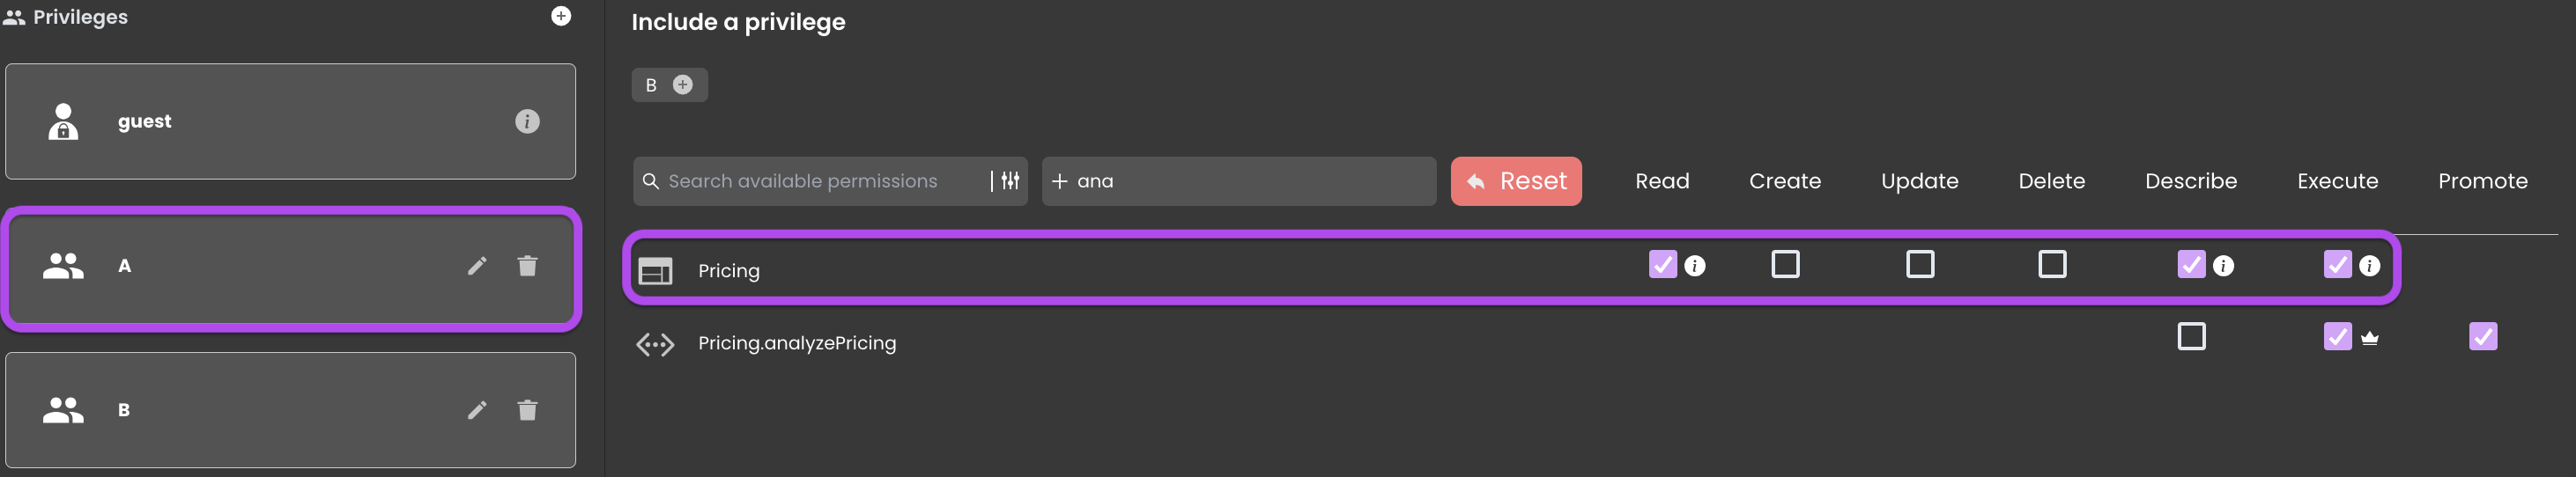 Privileges
guest
A
B
Include a privilege
B
Search available permissions
ana
Reset
Read Create Update Delete Describe Execute Promote
Pricing
Pricing.analyzePricing